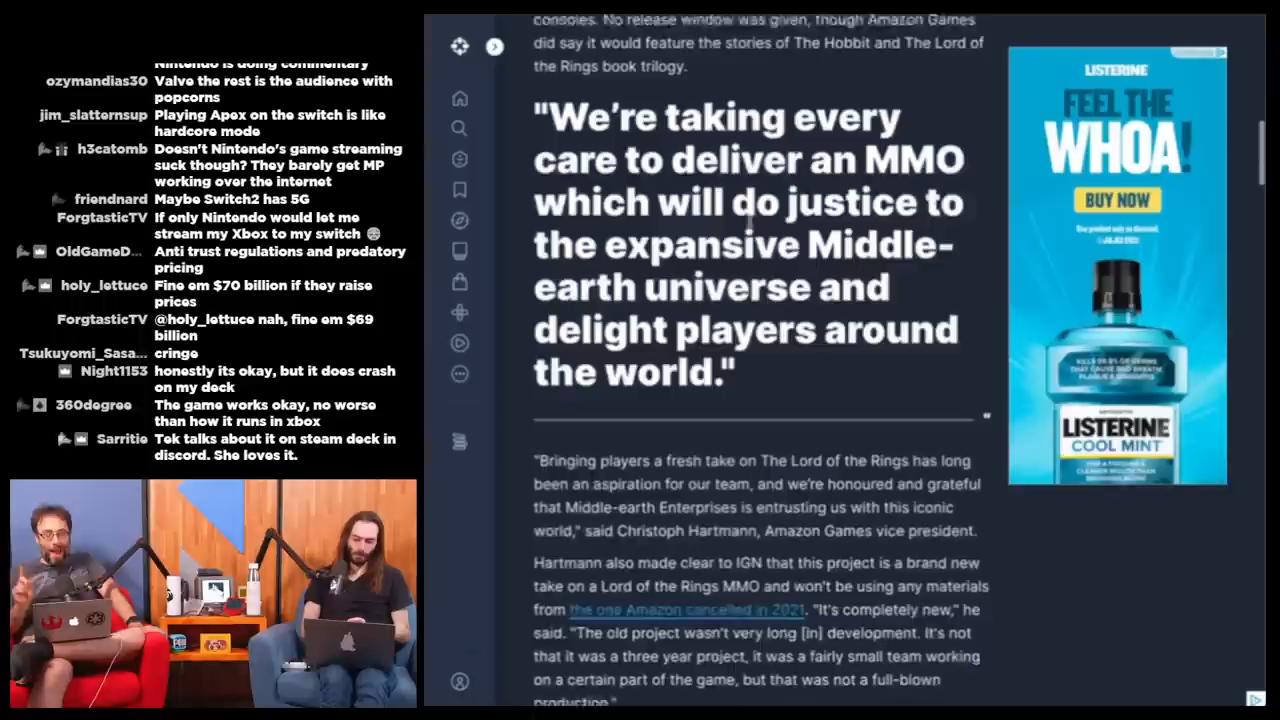 Nintendo is doing commentary
ozymandias30 Valve the rest is the audience with
popcorns
jim_slatternsup Playing Apex on the switch is like
hardcore mode
h3catomb Doesn't Nintendo's game streaming
suck though? They barely get MP
working over the internet
friendnard Maybe Switch2 has 5G
ForgtasticTV If only Nintendo would let me
stream my Xbox to my switch
OldGameD... Anti trust regulations and predatory
pricing
holy_lettuce Fine em $70 billion if they raise
prices
ForgtasticTV @holy_lettuce nah, fine em $69
billion
Tsukuyomi_Sasa... cringe
Night1153 honestly its okay, but it does crash
on my deck
360degree The game works okay, no worse
than how it runs in xbox
Sarritie Tek talks about it on steam deck in
discord. She loves it.
consoles. No release window was given, though Amazon Games
did say it would feature the stories of The Hobbit and The Lord of
the Rings book trilogy.
"We're taking every
care to deliver an MMO
which will do justice to
the expansive Middle-
earth universe and
delight players around
the world."
"
"Bringing players a fresh take on The Lord of the Rings has long
been an aspiration for our team, and we're honoured and grateful
that Middle-earth Enterprises is entrusting us with this iconic
world," said Christoph Hartmann, Amazon Games vice president.
Hartmann also made clear to IGN that this project is a brand new
take on a Lord of the Rings MMO and won't be using any materials
from the one Amazon cancelled in 2021. "It's completely new," he
said. "The old project wasn't very long [in] development. It's not
that it was a three year project, it was a fairly small team working
on a certain part of the game, but that was not a full-blown
production."
LISTERINE
FEEL THE
WHOA!
BUY NOW
LISTERINE
COOL MINT